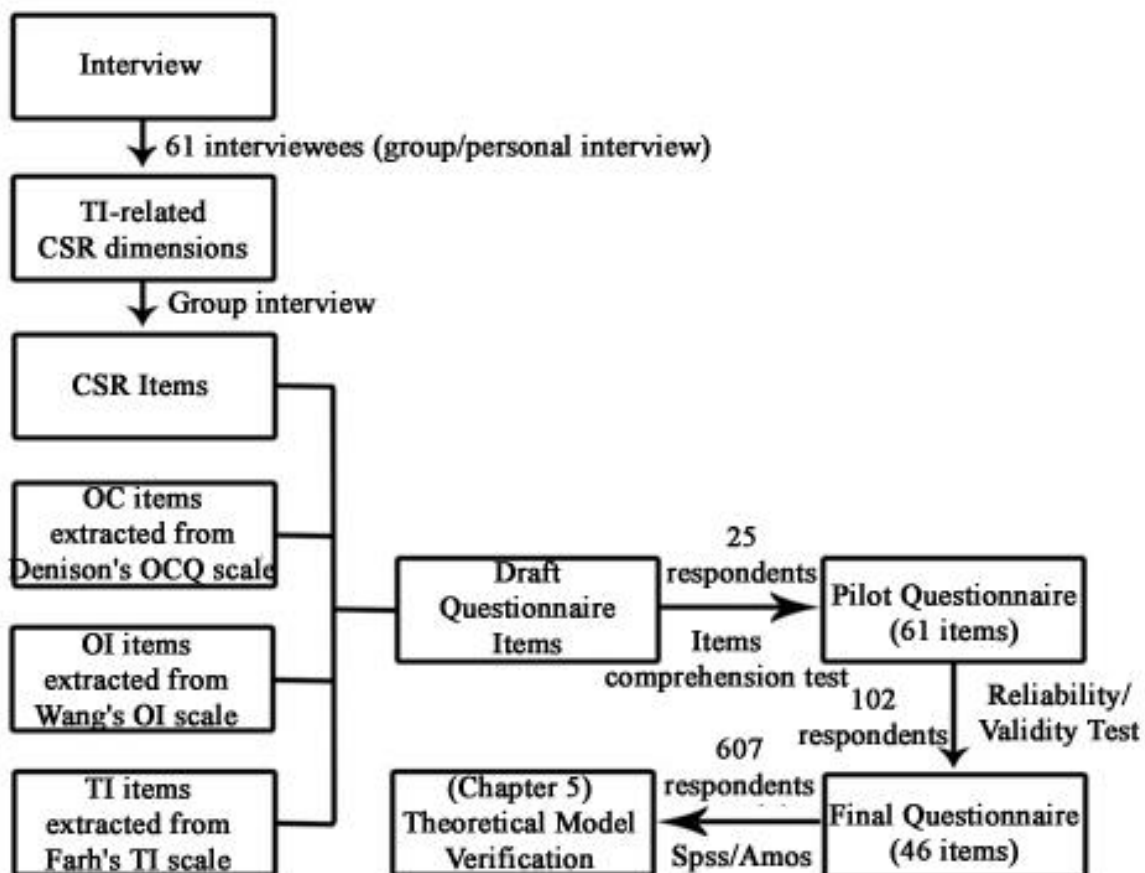 Interview
61 interviewees (group/personal interview)
TI-related
CSR dimensions
Group interview
CSR Items
OC items
extracted from
Denison's OCQ scale
OI items
extracted from
Wang's OI scale
TI items
extracted from
Farh's TI scale
Draft
Questionnaire
Items
25
respondents
Items
comprehension test
Pilot Questionnaire
(61 items)
102
respondents
Reliability/
Validity Test
Final Questionnaire
(46 items)
607
respondents
Spss/Amos
(Chapter 5)
Theoretical Model
Verification